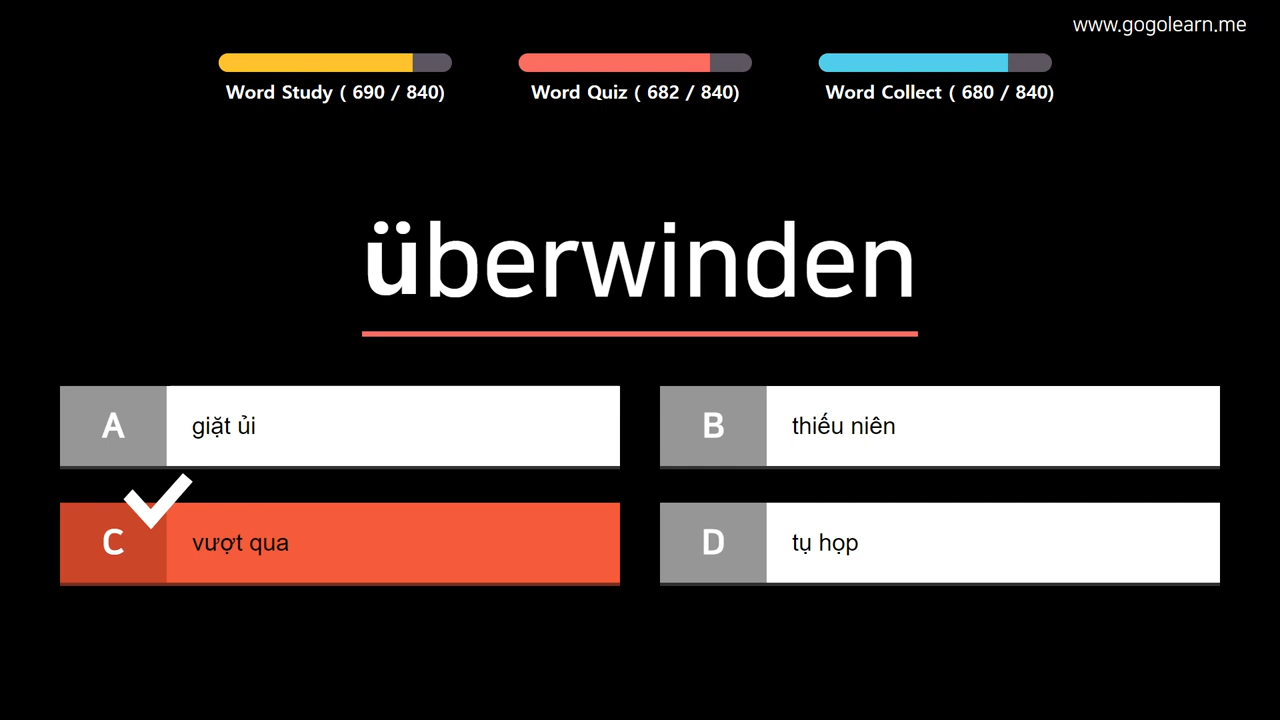 www.gogolearn.me
Word Study ( 690 / 840)
Word Quiz ( 682 / 840)
Word Collect ( 680 / 840)
überwinden
A
giặt ủi
B
thiếu niên
C
vượt qua
D
tụ họp